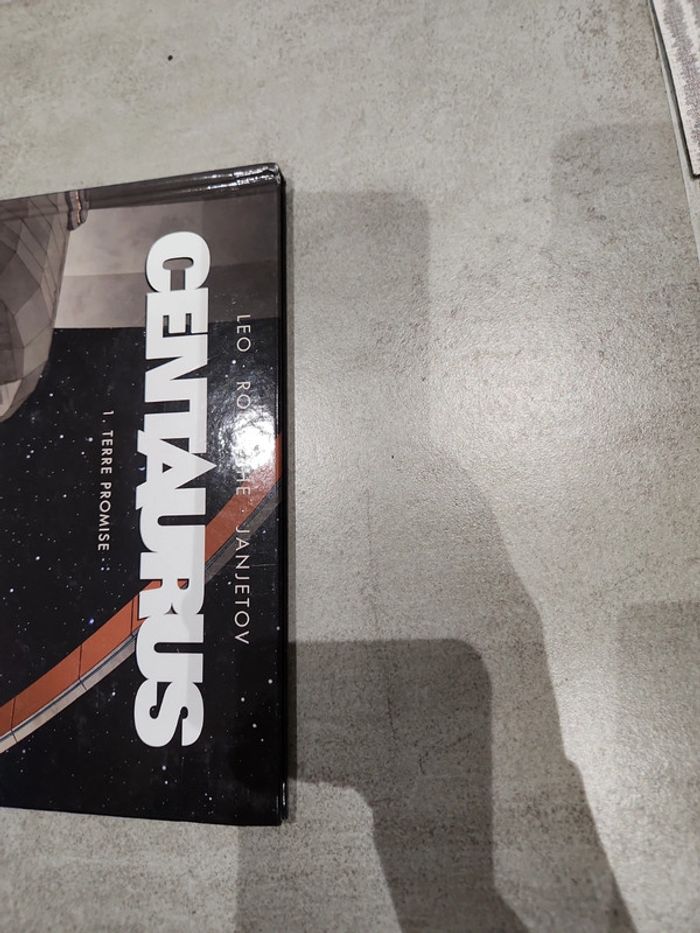 LEO JANJETOV
CENTAURUS
1. TERRE PROMISE